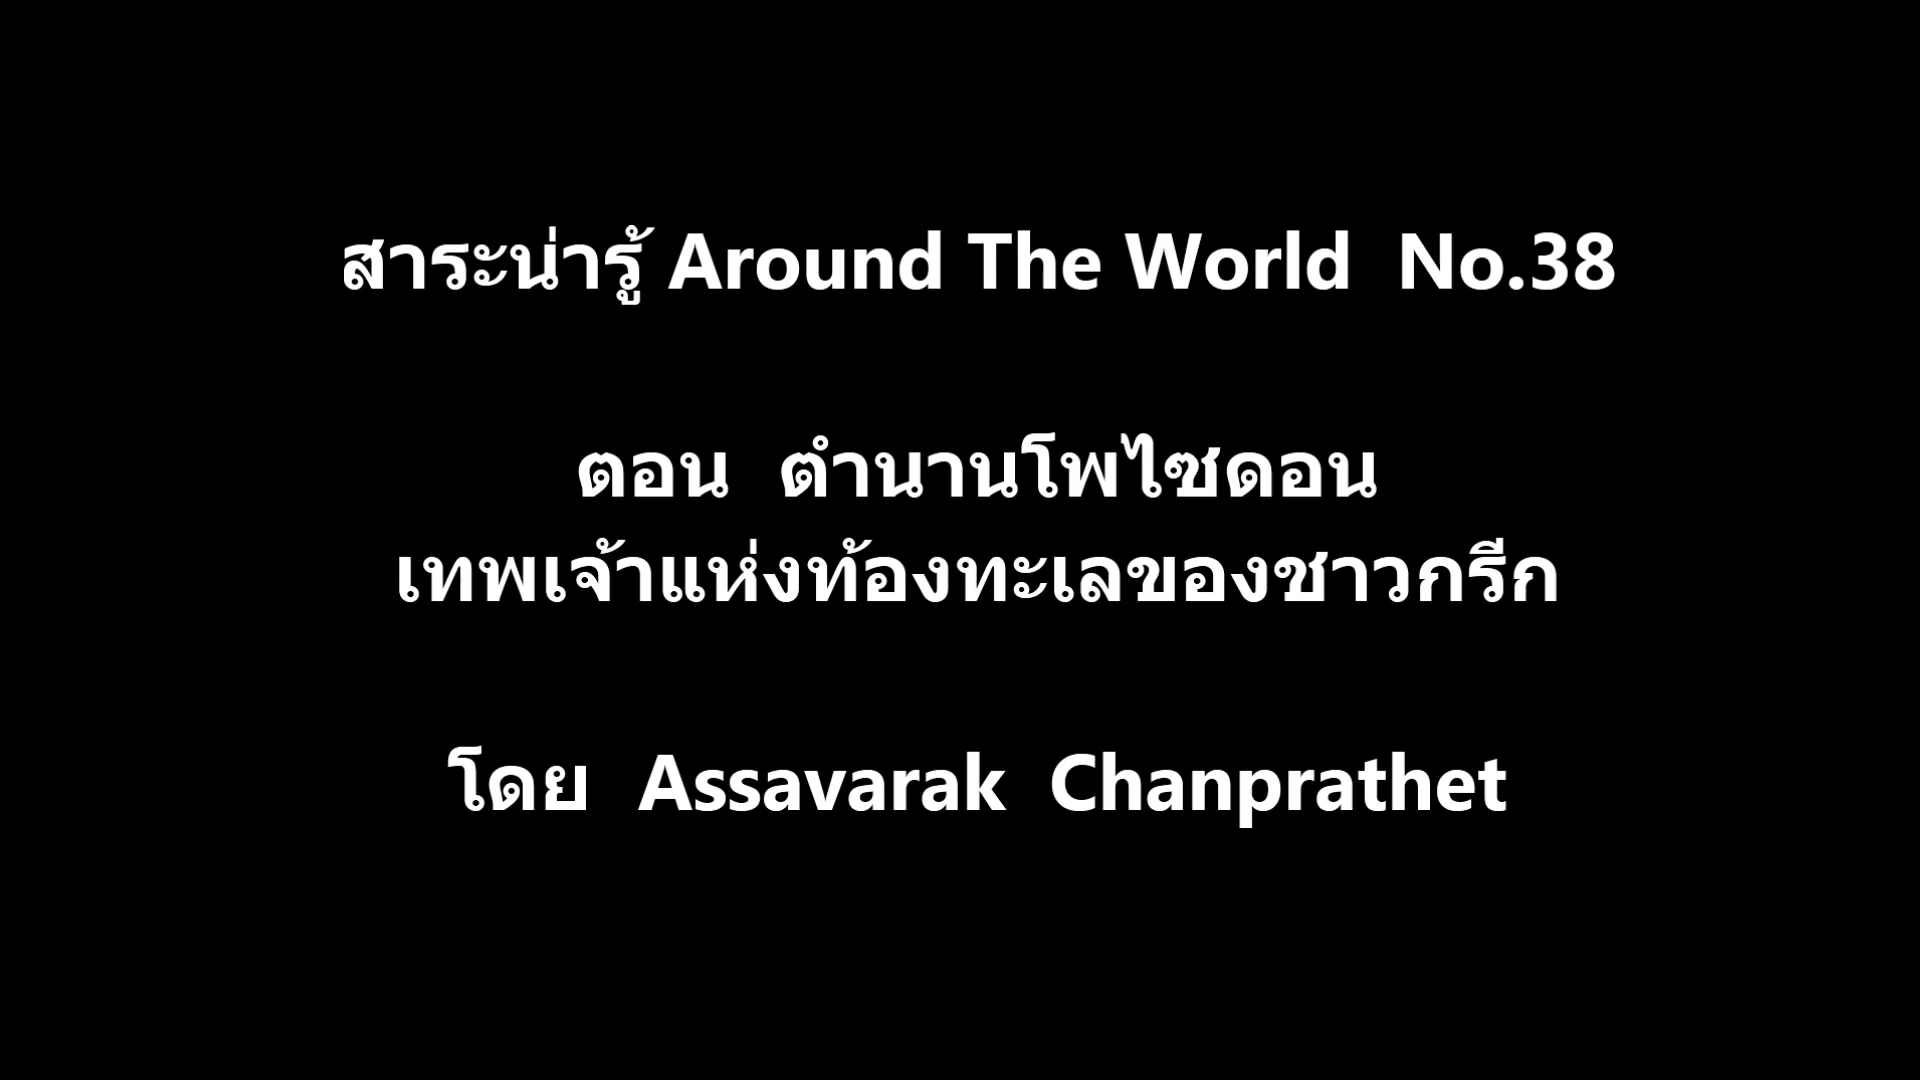 สาระน่ารู้ Around The World  No.38
ตอน  ตำนานโพไซดอน
เทพเจ้าแห่งท้องทะเลของชาวกรีก
โดย  Assavarak  Chanprathet